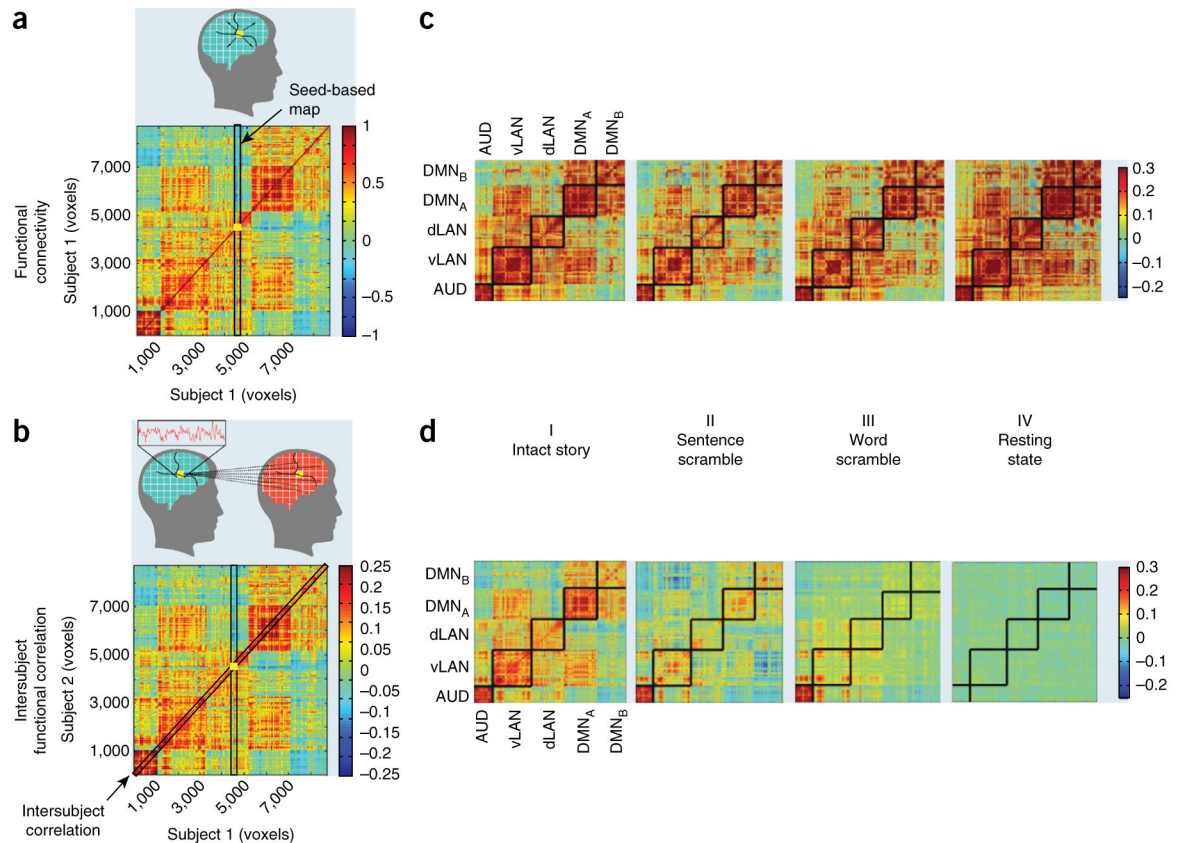 a
Seed-based
map
Functional
connectivity
Subject 1 (voxels)
7,000
5,000
3,000
1,000
1
0.5
0
−0.5
−1
1,000
3,000
5,000
7,000
Subject 1 (voxels)
b
Intersubject
functional correlation
Subject 2 (voxels)
7,000
5,000
3,000
1,000
0.25
0.20
0.15
0.1
0.05
0
−0.05
−0.10
−0.15
−0.20
−0.25
1,000
3,000
5,000
7,000
Intersubject
correlation
Subject 1 (voxels)
c
AUD
vLAN
dLAN
DMNA
DMNB
DMNB
DMNA
dLAN
vLAN
AUD
0.3
0.2
0.1
0
−0.1
−0.2
d
I
Intact story
II
Sentence
scramble
III
Word
scramble
IV
Resting
state
DMNB
DMNA
dLAN
vLAN
AUD
0.3
0.2
0.1
0
−0.1
−0.2
AUD
vLAN
dLAN
DMNA
DMNB